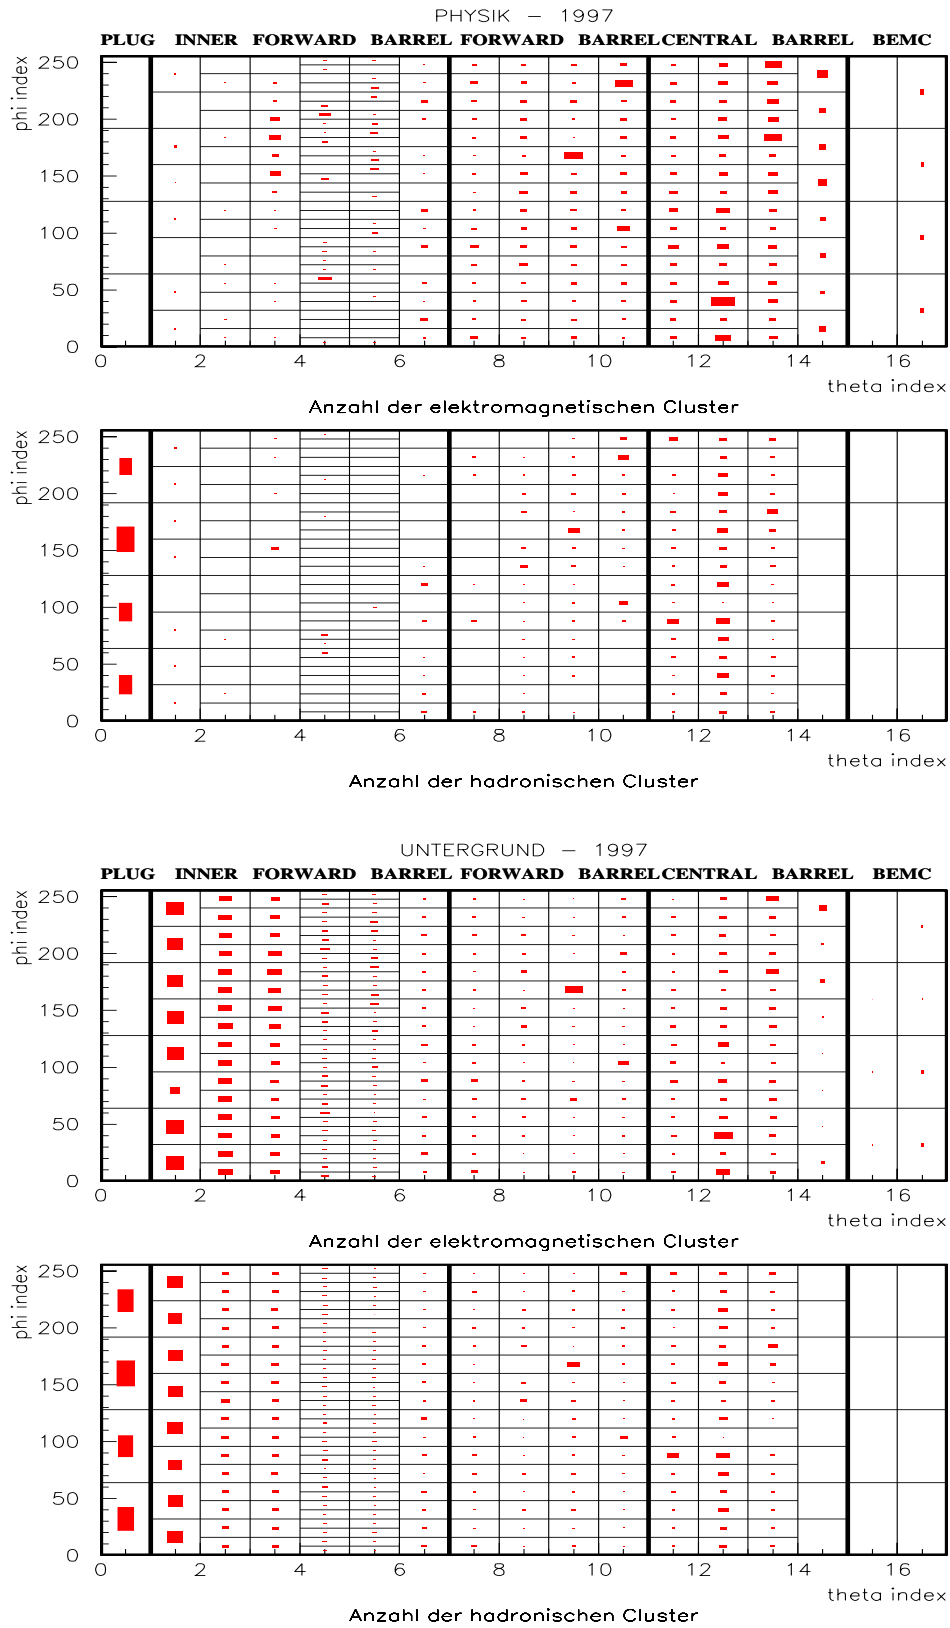 PHYSIK – 1997
PLUG INNER FORWARD BARREL FORWARD BARREL CENTRAL BARREL BEMC
phi index
250
200
150
100
50
0
0 2 4 6 8 10 12 14 16
theta index
Anzahl der elektromagnetischen Cluster
phi index
250
200
150
100
50
0
0 2 4 6 8 10 12 14 16
theta index
Anzahl der hadronischen Cluster
UNTERGRUND – 1997
PLUG INNER FORWARD BARREL FORWARD BARREL CENTRAL BARREL BEMC
phi index
250
200
150
100
50
0
0 2 4 6 8 10 12 14 16
theta index
Anzahl der elektromagnetischen Cluster
phi index
250
200
150
100
50
0
0 2 4 6 8 10 12 14 16
theta index
Anzahl der hadronischen Cluster